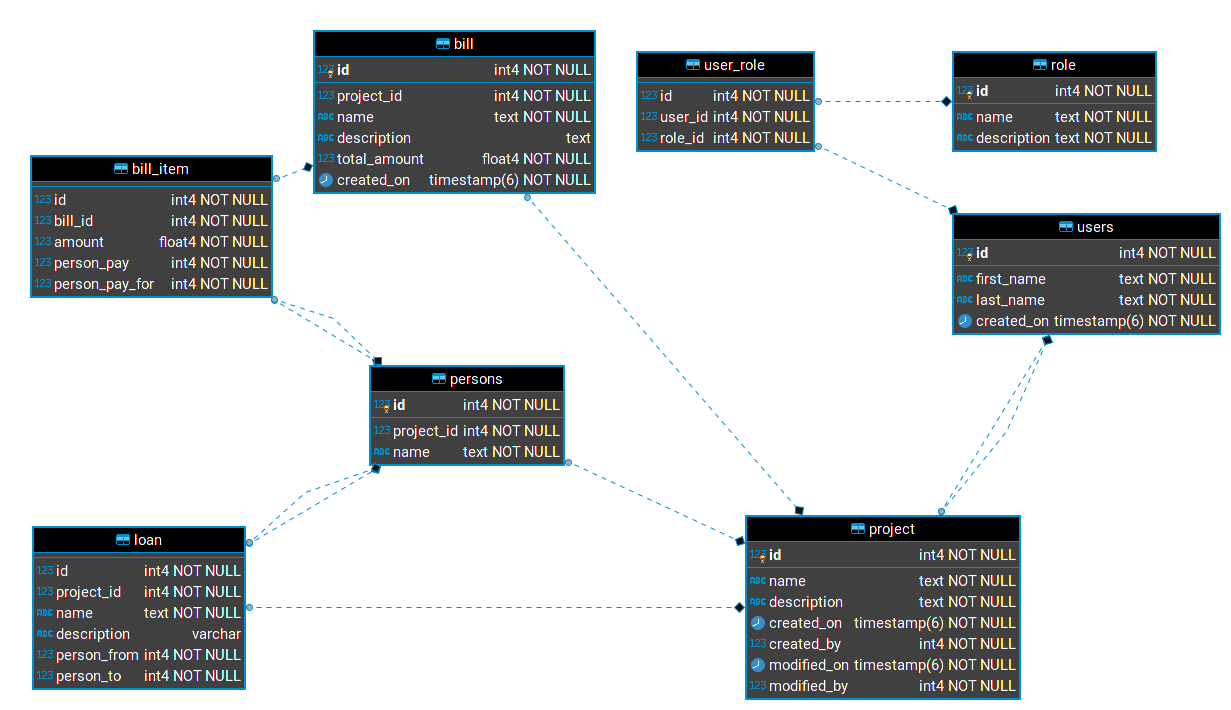 bill
123 id int4 NOT NULL
123 project_id int4 NOT NULL
ABC name text NOT NULL
ABC description text
123 total_amount float4 NOT NULL
created_on timestamp(6) NOT NULL
user_role
123 id int4 NOT NULL
123 user_id int4 NOT NULL
123 role_id int4 NOT NULL
role
123 id int4 NOT NULL
ABC name text NOT NULL
ABC description text NOT NULL
bill_item
123 id int4 NOT NULL
123 bill_id int4 NOT NULL
123 amount float4 NOT NULL
123 person_pay int4 NOT NULL
123 person_pay_for int4 NOT NULL
users
123 id int4 NOT NULL
ABC first_name text NOT NULL
ABC last_name text NOT NULL
created_on timestamp(6) NOT NULL
persons
123 id int4 NOT NULL
123 project_id int4 NOT NULL
ABC name text NOT NULL
loan
123 id int4 NOT NULL
123 project_id int4 NOT NULL
ABC name text NOT NULL
ABC description varchar
123 person_from int4 NOT NULL
123 person_to int4 NOT NULL
project
123 id int4 NOT NULL
ABC name text NOT NULL
ABC description text NOT NULL
created_on timestamp(6) NOT NULL
123 created_by int4 NOT NULL
modified_on timestamp(6) NOT NULL
123 modified_by int4 NOT NULL